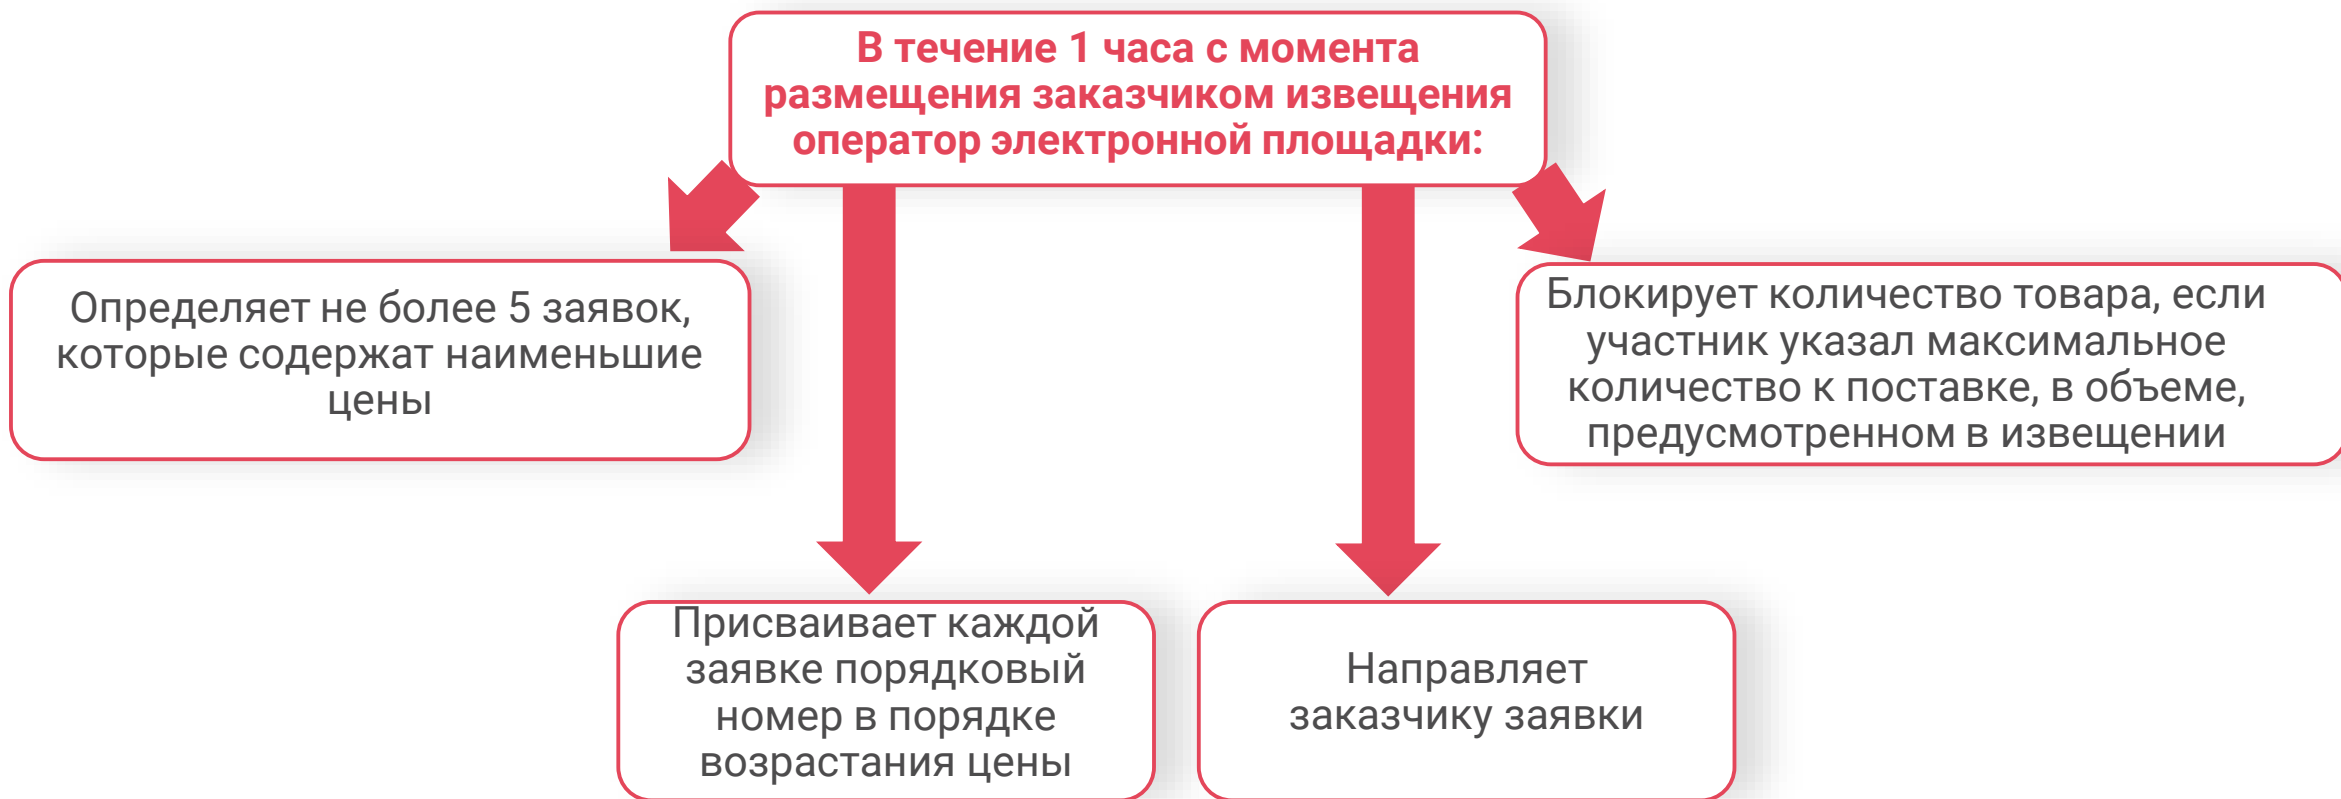 В течение 1 часа с момента
размещения заказчиком извещения
оператор электронной площадки:
Определяет не более 5 заявок,
которые содержат наименьшие
цены
Блокирует количество товара, если
участник указал максимальное
количество к поставке, в объеме,
предусмотренном в извещении
Присваивает каждой
заявке порядковый
номер в порядке
возрастания цены
Направляет
заказчику заявки